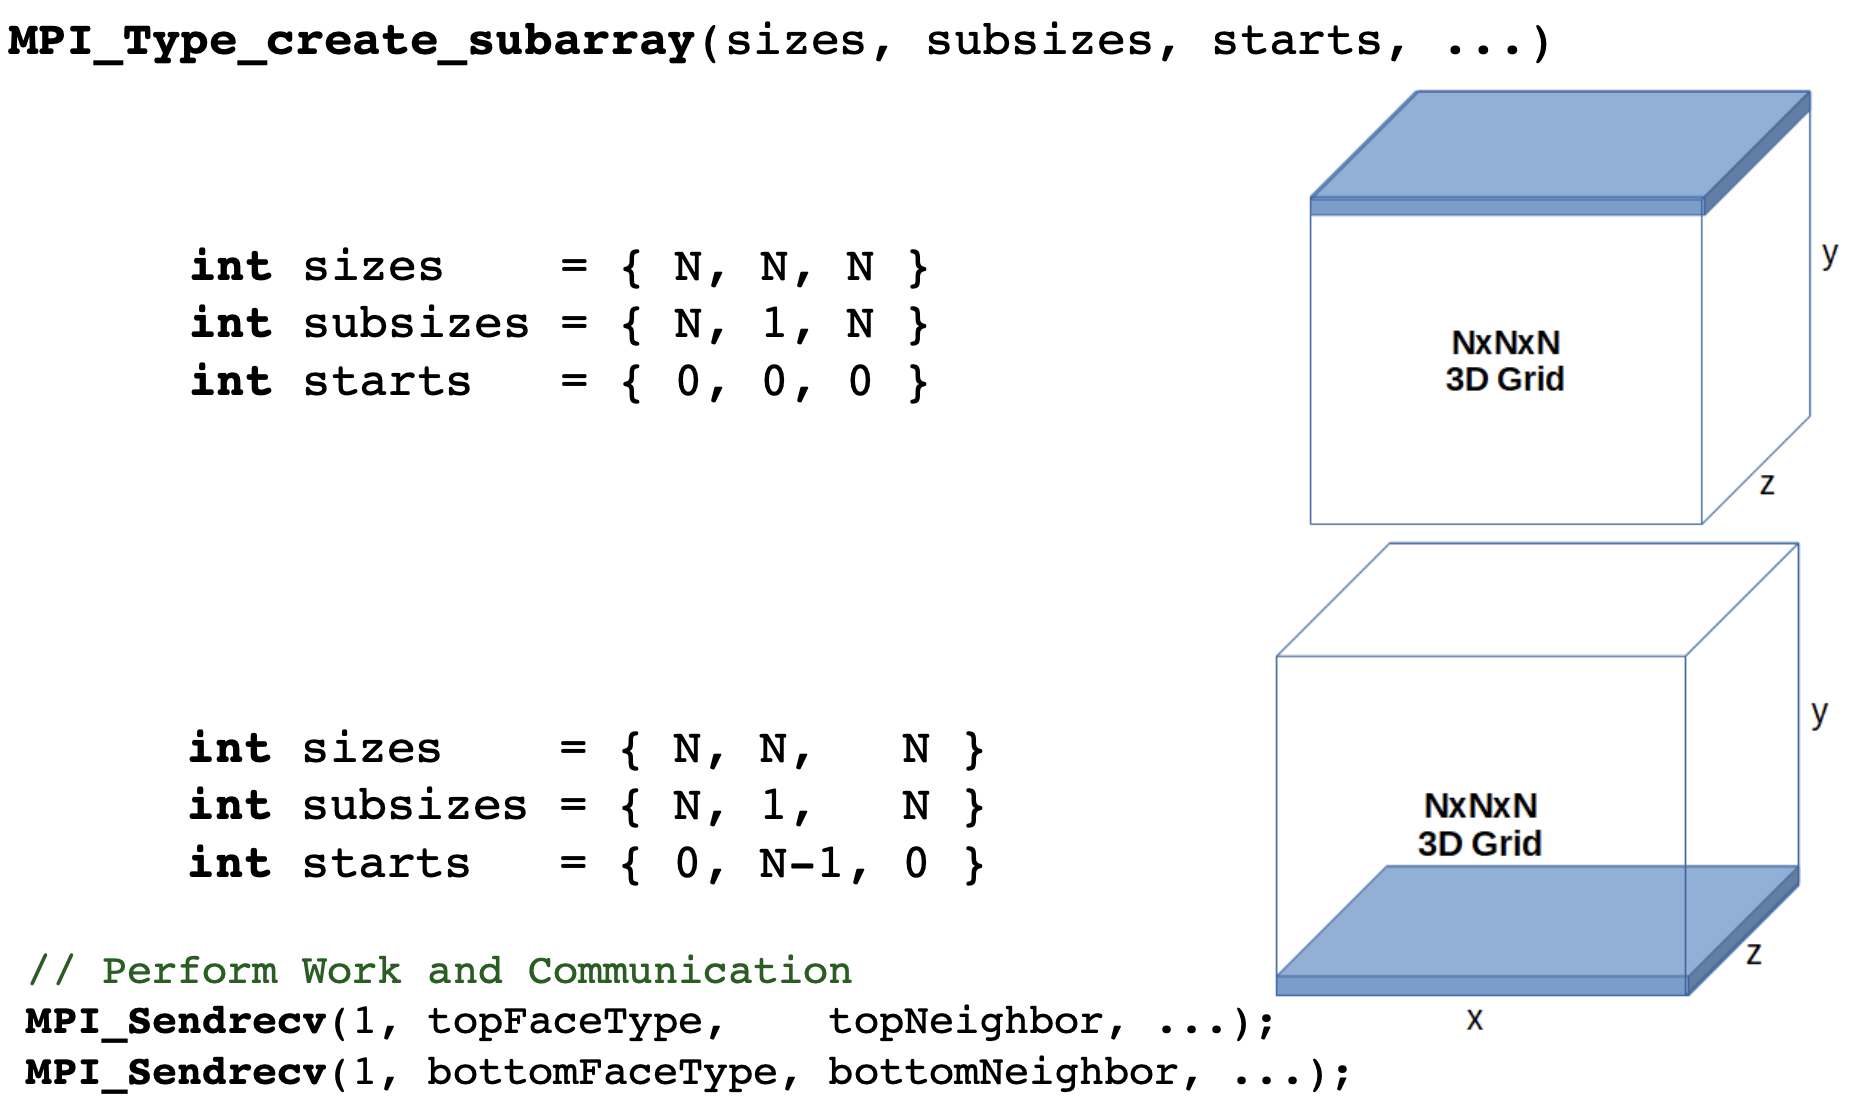 MPI_Type_create_subarray(sizes, subsizes, starts, ...)
int sizes    = { N, N, N }
int subsizes = { N, 1, N }
int starts   = { 0, 0, 0 }
y
NxNxN
3D Grid
z
int sizes    = { N, N,   N }
int subsizes = { N, 1,   N }
int starts   = { 0, N-1, 0 }
y
NxNxN
3D Grid
z
x
// Perform Work and Communication
MPI_Sendrecv(1, topFaceType,    topNeighbor, ...);
MPI_Sendrecv(1, bottomFaceType, bottomNeighbor, ...);